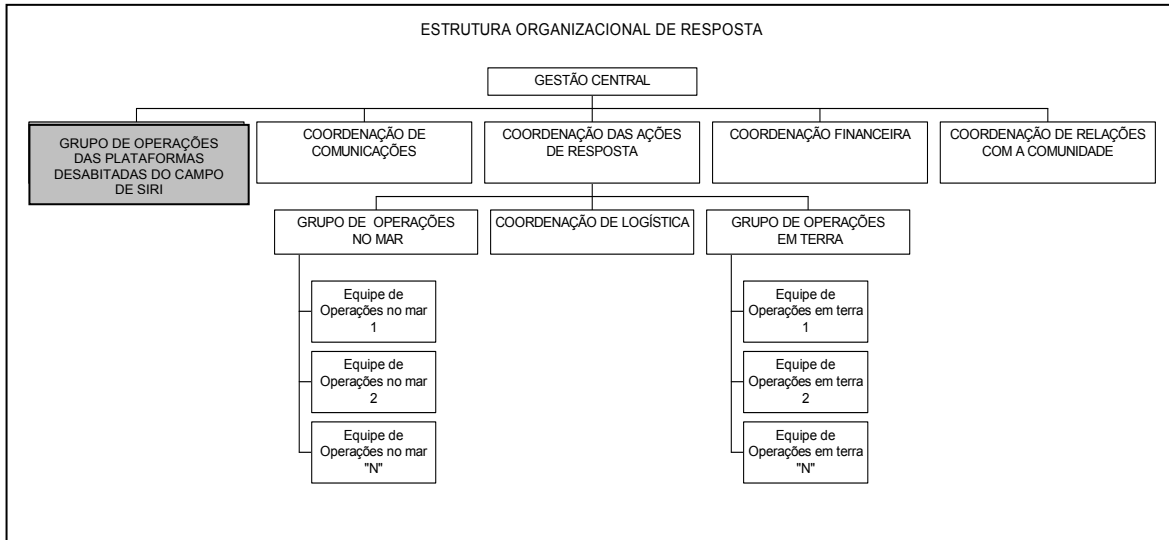 ESTRUTURA ORGANIZACIONAL DE RESPOSTA
GESTÃO CENTRAL
GRUPO DE OPERAÇÕES
DAS PLATAFORMAS
DESABITADAS DO CAMPO
DE SIRI
COORDENAÇÃO DE
COMUNICAÇÕES
COORDENAÇÃO DAS AÇÕES
DE RESPOSTA
COORDENAÇÃO FINANCEIRA
COORDENAÇÃO DE RELAÇÕES
COM A COMUNIDADE
GRUPO DE OPERAÇÕES
NO MAR
COORDENAÇÃO DE LOGÍSTICA
GRUPO DE OPERAÇÕES
EM TERRA
Equipe de
Operações no mar
1
Equipe de
Operações no mar
2
Equipe de
Operações no mar
"N"
Equipe de
Operações em terra
1
Equipe de
Operações em terra
2
Equipe de
Operações em terra
"N"